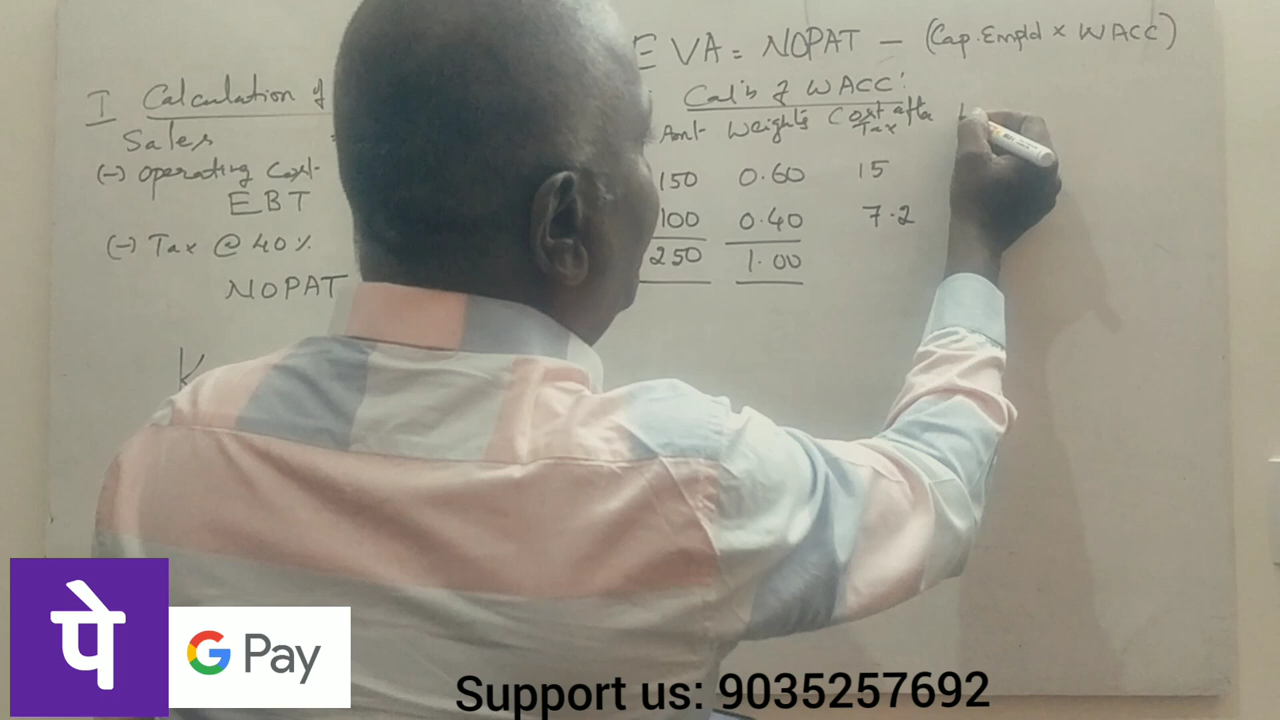 EVA = NOPAT - (Cap. Empld × WACC)
I Calculation of
Sales
(-) Operating Cost
EBT
(-) Tax @ 40%
NOPAT
K
Cal'n of WACC:
Amt Weights Cost after Tax
150 0.60 15
100 0.40 7.2
250 1.00
पे
G Pay
Support us: 9035257692